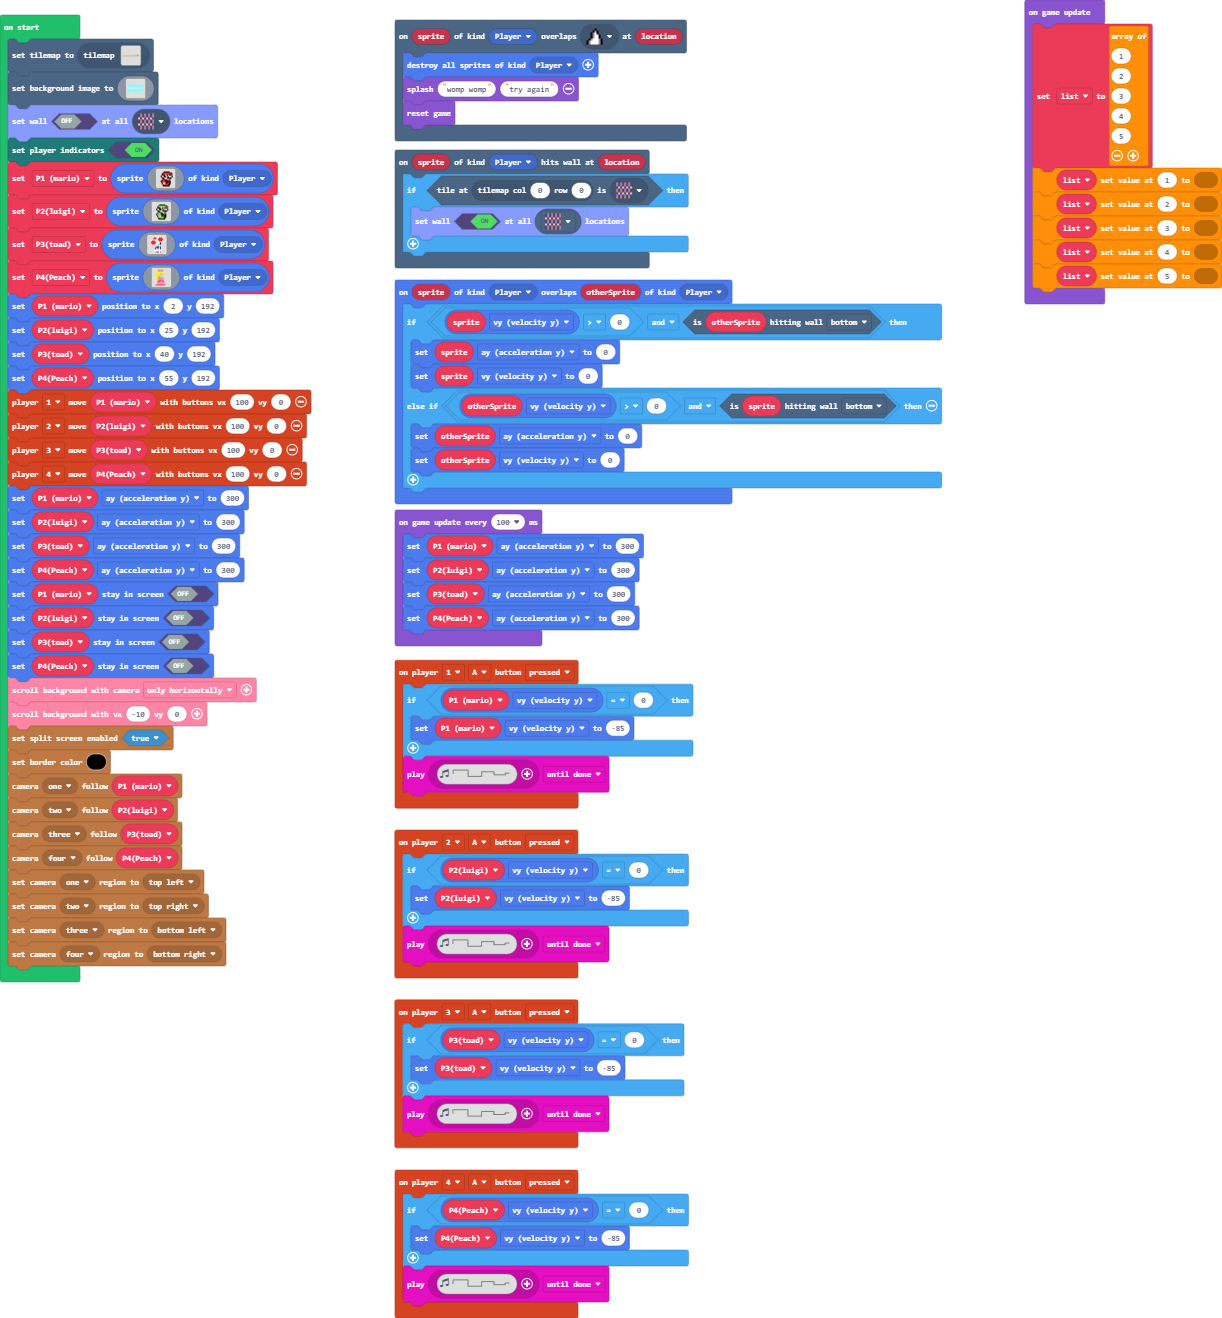 on start
set tilemap to tilemap
set background image to
set wall OFF at all locations
set player indicators ON
set P1 (mario) to sprite of kind Player
set P2(luigi) to sprite of kind Player
set P3(toad) to sprite of kind Player
set P4(Peach) to sprite of kind Player
set P1 (mario) position to x 2 y 192
set P2(luigi) position to x 25 y 192
set P3(toad) position to x 40 y 192
set P4(Peach) position to x 55 y 192
player 1 move P1 (mario) with buttons vx 100 vy 0
player 2 move P2(luigi) with buttons vx 100 vy 0
player 3 move P3(toad) with buttons vx 100 vy 0
player 4 move P4(Peach) with buttons vx 100 vy 0
set P1 (mario) ay (acceleration y) to 300
set P2(luigi) ay (acceleration y) to 300
set P3(toad) ay (acceleration y) to 300
set P4(Peach) ay (acceleration y) to 300
set P1 (mario) stay in screen OFF
set P2(luigi) stay in screen OFF
set P3(toad) stay in screen OFF
set P4(Peach) stay in screen OFF
scroll background with camera only horizontally
scroll background with vx -10 vy 0
set split screen enabled true
set border color
camera one follow P1 (mario)
camera two follow P2(luigi)
camera three follow P3(toad)
camera four follow P4(Peach)
set camera one region to top left
set camera two region to top right
set camera three region to bottom left
set camera four region to bottom right
on sprite of kind Player overlaps at location
destroy all sprites of kind Player
splash "womp womp" "try again"
reset game
on sprite of kind Player hits wall at location
if tile at tilemap col 0 row 0 is then
set wall ON at all locations
on sprite of kind Player overlaps otherSprite of kind Player
if sprite vy (velocity y) > 0 and is otherSprite hitting wall bottom then
set sprite ay (acceleration y) to 0
set sprite vy (velocity y) to 0
else if otherSprite vy (velocity y) > 0 and is sprite hitting wall bottom then
set otherSprite ay (acceleration y) to 0
set otherSprite vy (velocity y) to 0
on game update every 100 ms
set P1 (mario) ay (acceleration y) to 300
set P2(luigi) ay (acceleration y) to 300
set P3(toad) ay (acceleration y) to 300
set P4(Peach) ay (acceleration y) to 300
on player 1 A button pressed
if P1 (mario) vy (velocity y) = 0 then
set P1 (mario) vy (velocity y) to -85
play until done
on player 2 A button pressed
if P2(luigi) vy (velocity y) = 0 then
set P2(luigi) vy (velocity y) to -85
play until done
on player 3 A button pressed
if P3(toad) vy (velocity y) = 0 then
set P3(toad) vy (velocity y) to -85
play until done
on player 4 A button pressed
if P4(Peach) vy (velocity y) = 0 then
set P4(Peach) vy (velocity y) to -85
play until done
on game update
set list to array of
1
2
3
4
5
list set value at 1 to
list set value at 2 to
list set value at 3 to
list set value at 4 to
list set value at 5 to